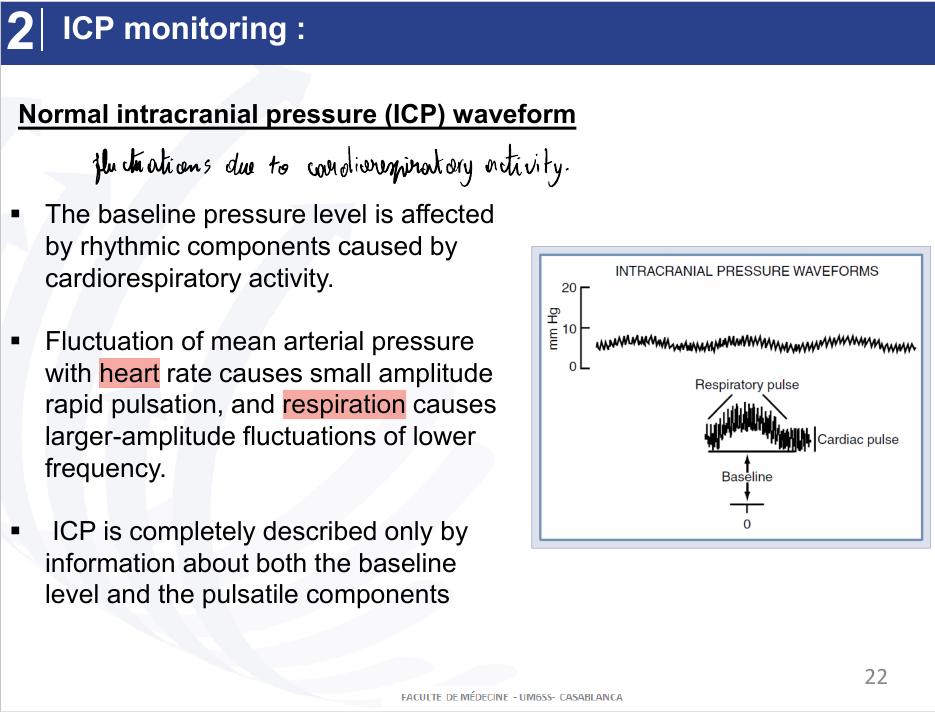 2 ICP monitoring :
Normal intracranial pressure (ICP) waveform
fluctuations due to cardiorespiratory activity.
▪ The baseline pressure level is affected
by rhythmic components caused by
cardiorespiratory activity.
▪ Fluctuation of mean arterial pressure
with heart rate causes small amplitude
rapid pulsation, and respiration causes
larger-amplitude fluctuations of lower
frequency.
▪ ICP is completely described only by
information about both the baseline
level and the pulsatile components
INTRACRANIAL PRESSURE WAVEFORMS
20
mm Hg
10
0
Respiratory pulse
Cardiac pulse
Baseline
0
22
FACULTE DE MÉDECINE - UM6SS- CASABLANCA